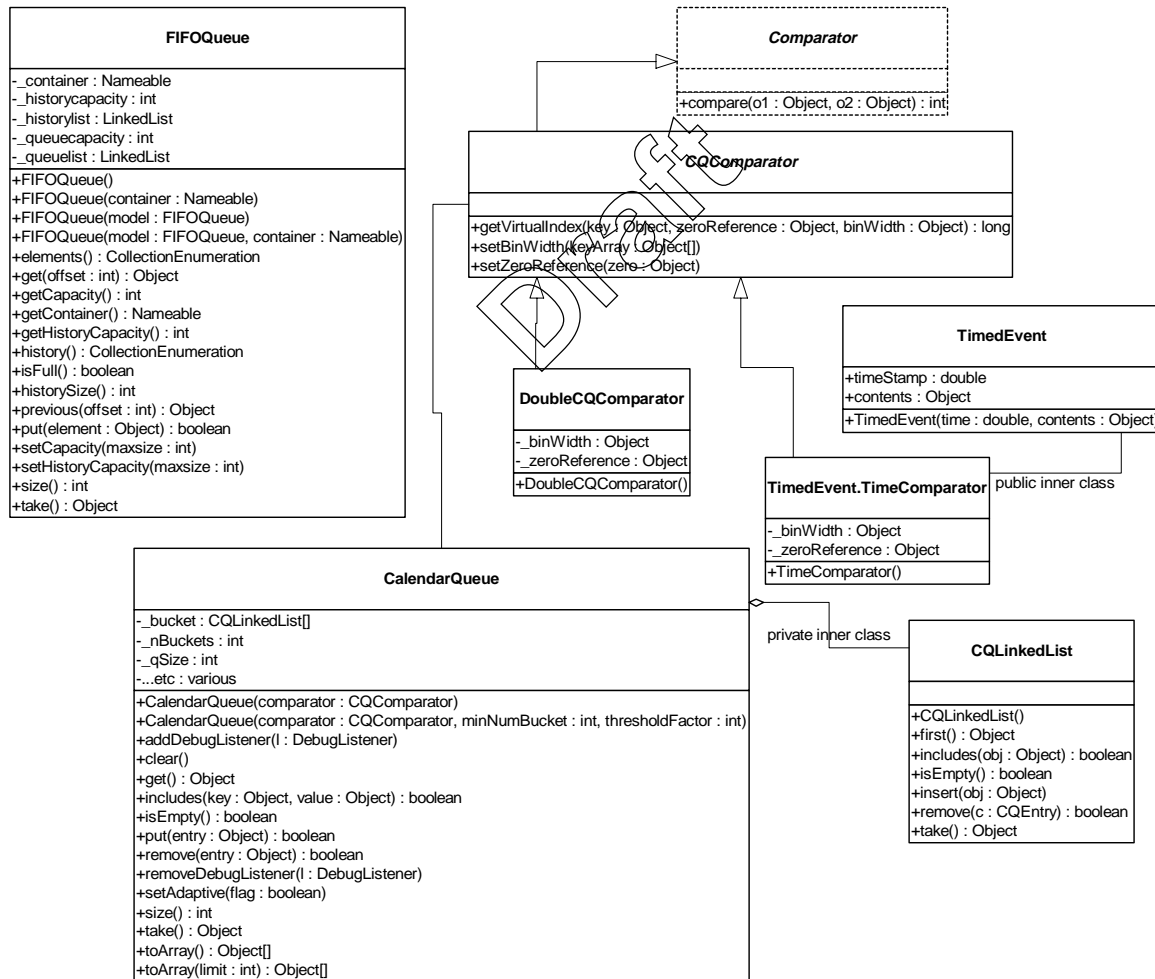 FIFOQueue
-_container : Nameable
-_historycapacity : int
-_historylist : LinkedList
-_queuecapacity : int
-_queuelist : LinkedList
+FIFOQueue()
+FIFOQueue(container : Nameable)
+FIFOQueue(model : FIFOQueue)
+FIFOQueue(model : FIFOQueue, container : Nameable)
+elements() : CollectionEnumeration
+get(offset : int) : Object
+getCapacity() : int
+getContainer() : Nameable
+getHistoryCapacity() : int
+history() : CollectionEnumeration
+isFull() : boolean
+historySize() : int
+previous(offset : int) : Object
+put(element : Object) : boolean
+setCapacity(maxsize : int)
+setHistoryCapacity(maxsize : int)
+size() : int
+take() : Object
Comparator
+compare(o1 : Object, o2 : Object) : int
CQComparator
+getVirtualIndex(key : Object, zeroReference : Object, binWidth : Object) : long
+setBinWidth(keyArray : Object[])
+setZeroReference(zero : Object)
Draft
DoubleCQComparator
-_binWidth : Object
-_zeroReference : Object
+DoubleCQComparator()
TimedEvent
+timeStamp : double
+contents : Object
+TimedEvent(time : double, contents : Object)
public inner class
TimedEvent.TimeComparator
-_binWidth : Object
-_zeroReference : Object
+TimeComparator()
CalendarQueue
-_bucket : CQLinkedList[]
-_nBuckets : int
-_qSize : int
-...etc : various
+CalendarQueue(comparator : CQComparator)
+CalendarQueue(comparator : CQComparator, minNumBucket : int, thresholdFactor : int)
+addDebugListener(l : DebugListener)
+clear()
+get() : Object
+includes(key : Object, value : Object) : boolean
+isEmpty() : boolean
+put(entry : Object) : boolean
+remove(entry : Object) : boolean
+removeDebugListener(l : DebugListener)
+setAdaptive(flag : boolean)
+size() : int
+take() : Object
+toArray() : Object[]
+toArray(limit : int) : Object[]
private inner class
CQLinkedList
+CQLinkedList()
+first() : Object
+includes(obj : Object) : boolean
+isEmpty() : boolean
+insert(obj : Object)
+remove(c : CQEntry) : boolean
+take() : Object